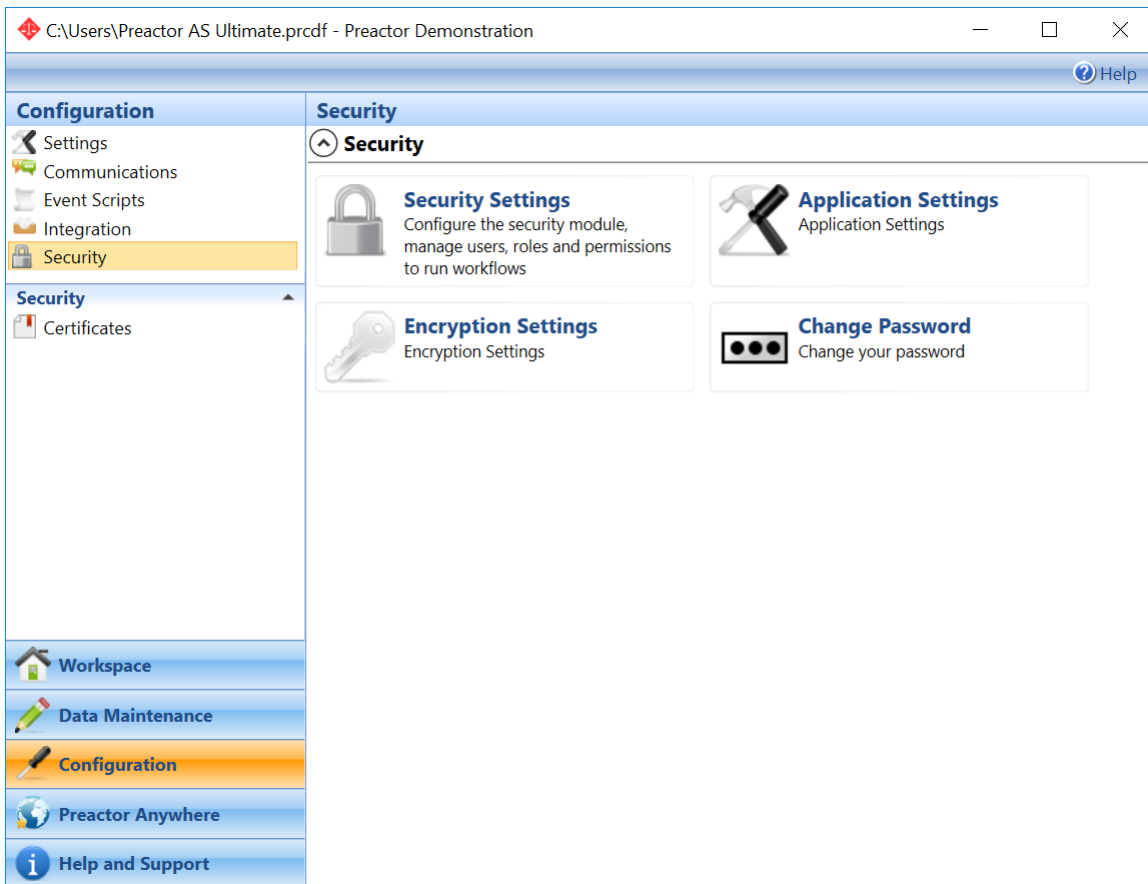 C:\Users\Preactor AS Ultimate.prcdf - Preactor Demonstration
Help
Configuration
Settings
Communications
Event Scripts
Integration
Security
Security
Certificates
Workspace
Data Maintenance
Configuration
Preactor Anywhere
Help and Support
Security
Security
Security Settings
Configure the security module,
manage users, roles and permissions
to run workflows
Application Settings
Application Settings
Encryption Settings
Encryption Settings
Change Password
Change your password